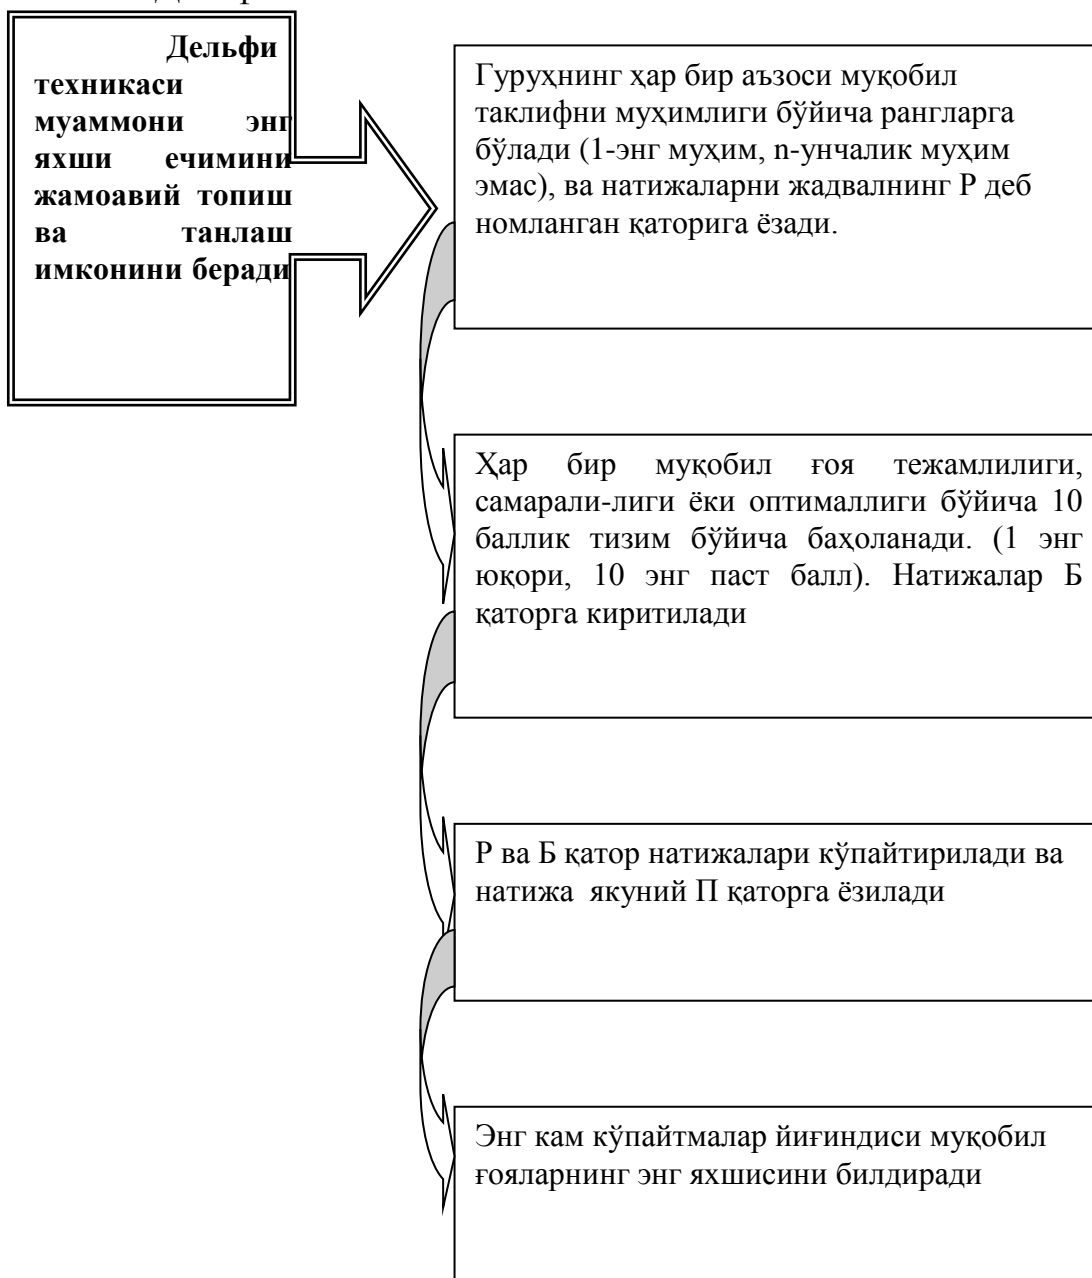 Дельфи
техникаси
муаммони энг
яхши ечимини
жамоавий топиш
ва танлаш
имконини беради
Гуруҳнинг ҳар бир аъзоси муқобил
таклифни муҳимлиги бўйича рангларга
бўлади (1-энг муҳим, n-унчалик муҳим
эмас), ва натижаларни жадвалнинг Р деб
номланган қаторига ёзади.
Ҳар бир муқобил ғоя тежамлилиги,
самарали-лиги ёки оптималлиги бўйича 10
баллик тизим бўйича баҳоланади. (1 энг
юқори, 10 энг паст балл). Натижалар Б
қаторга киритилади
Р ва Б қатор натижалари кўпайтирилади ва
натижа якуний П қаторга ёзилади
Энг кам кўпайтмалар йиғиндиси муқобил
ғояларнинг энг яхшисини билдиради